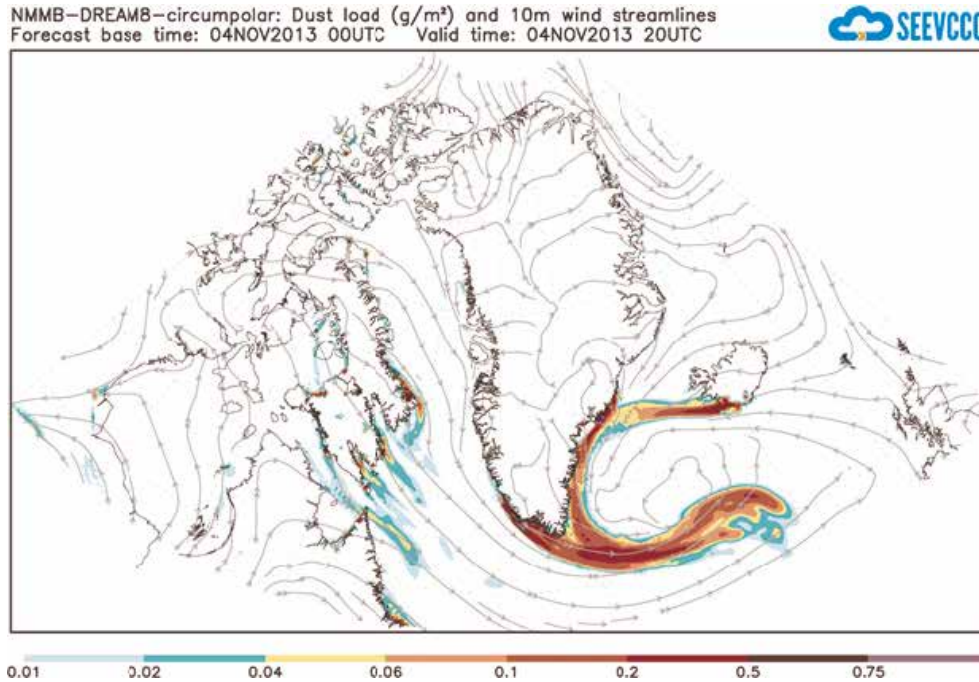 NMMB-DREAM8-circumpolar: Dust load (g/m²) and 10m wind streamlines
Forecast base time: 04NOV2013 00UTC Valid time: 04NOV2013 20UTC
SEEVCCC
0.01 0.02 0.04 0.06 0.1 0.2 0.5 0.75